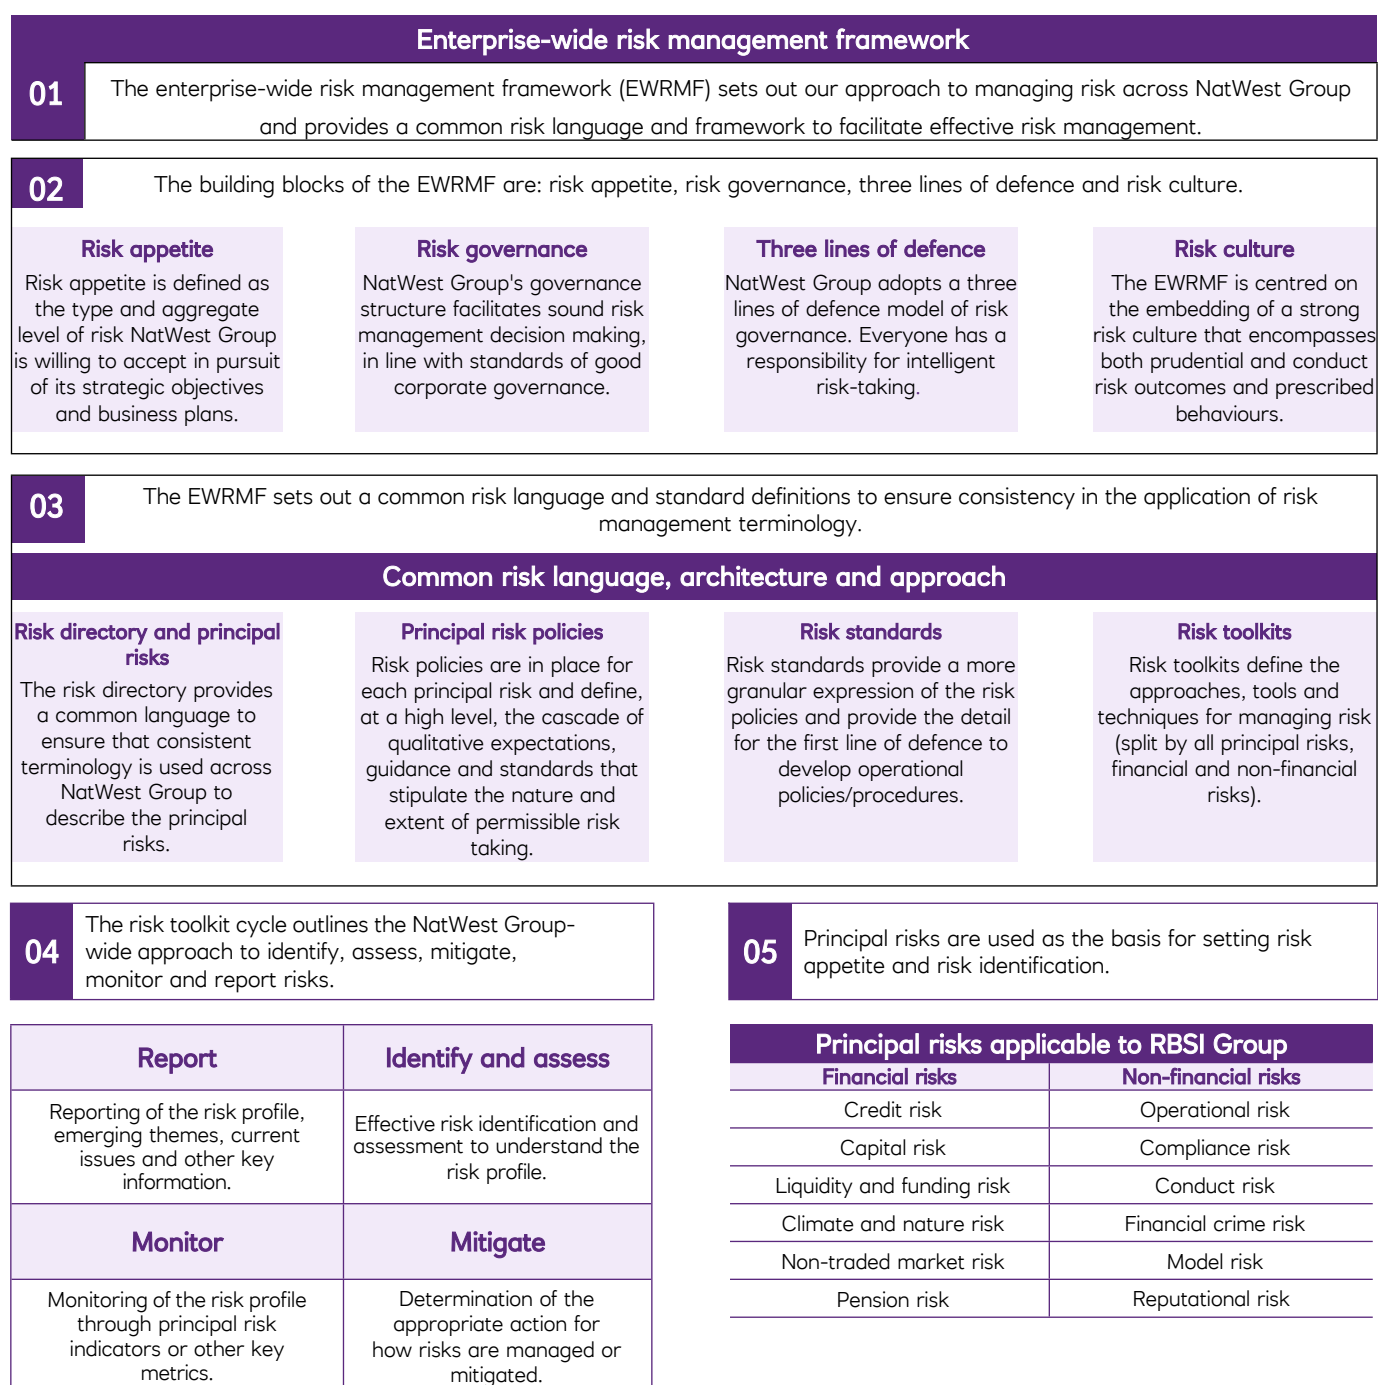 Enterprise-wide risk management framework
01
The enterprise-wide risk management framework (EWRMF) sets out our approach to managing risk across NatWest Group
and provides a common risk language and framework to facilitate effective risk management.
02
The building blocks of the EWRMF are: risk appetite, risk governance, three lines of defence and risk culture.
Risk appetite
Risk appetite is defined as
the type and aggregate
level of risk NatWest Group
is willing to accept in pursuit
of its strategic objectives
and business plans.
Risk governance
NatWest Group's governance
structure facilitates sound risk
management decision making,
in line with standards of good
corporate governance.
Three lines of defence
NatWest Group adopts a three
lines of defence model of risk
governance. Everyone has a
responsibility for intelligent
risk-taking.
Risk culture
The EWRMF is centred on
the embedding of a strong
risk culture that encompasses
both prudential and conduct
risk outcomes and prescribed
behaviours.
03
The EWRMF sets out a common risk language and standard definitions to ensure consistency in the application of risk
management terminology.
Common risk language, architecture and approach
Risk directory and principal
risks
The risk directory provides
a common language to
ensure that consistent
terminology is used across
NatWest Group to
describe the principal
risks.
Principal risk policies
Risk policies are in place for
each principal risk and define,
at a high level, the cascade of
qualitative expectations,
guidance and standards that
stipulate the nature and
extent of permissible risk
taking.
Risk standards
Risk standards provide a more
granular expression of the risk
policies and provide the detail
for the first line of defence to
develop operational
policies/procedures.
Risk toolkits
Risk toolkits define the
approaches, tools and
techniques for managing risk
(split by all principal risks,
financial and non-financial
risks).
04
The risk toolkit cycle outlines the NatWest Group-
wide approach to identify, assess, mitigate,
monitor and report risks.
05
Principal risks are used as the basis for setting risk
appetite and risk identification.
Report
Identify and assess
Reporting of the risk profile,
emerging themes, current
issues and other key
information.
Effective risk identification and
assessment to understand the
risk profile.
Monitor
Mitigate
Monitoring of the risk profile
through principal risk
indicators or other key
metrics.
Determination of the
appropriate action for
how risks are managed or
mitigated.
Principal risks applicable to RBSI Group
Financial risks
Non-financial risks
Credit risk
Operational risk
Capital risk
Compliance risk
Liquidity and funding risk
Conduct risk
Climate and nature risk
Financial crime risk
Non-traded market risk
Model risk
Pension risk
Reputational risk